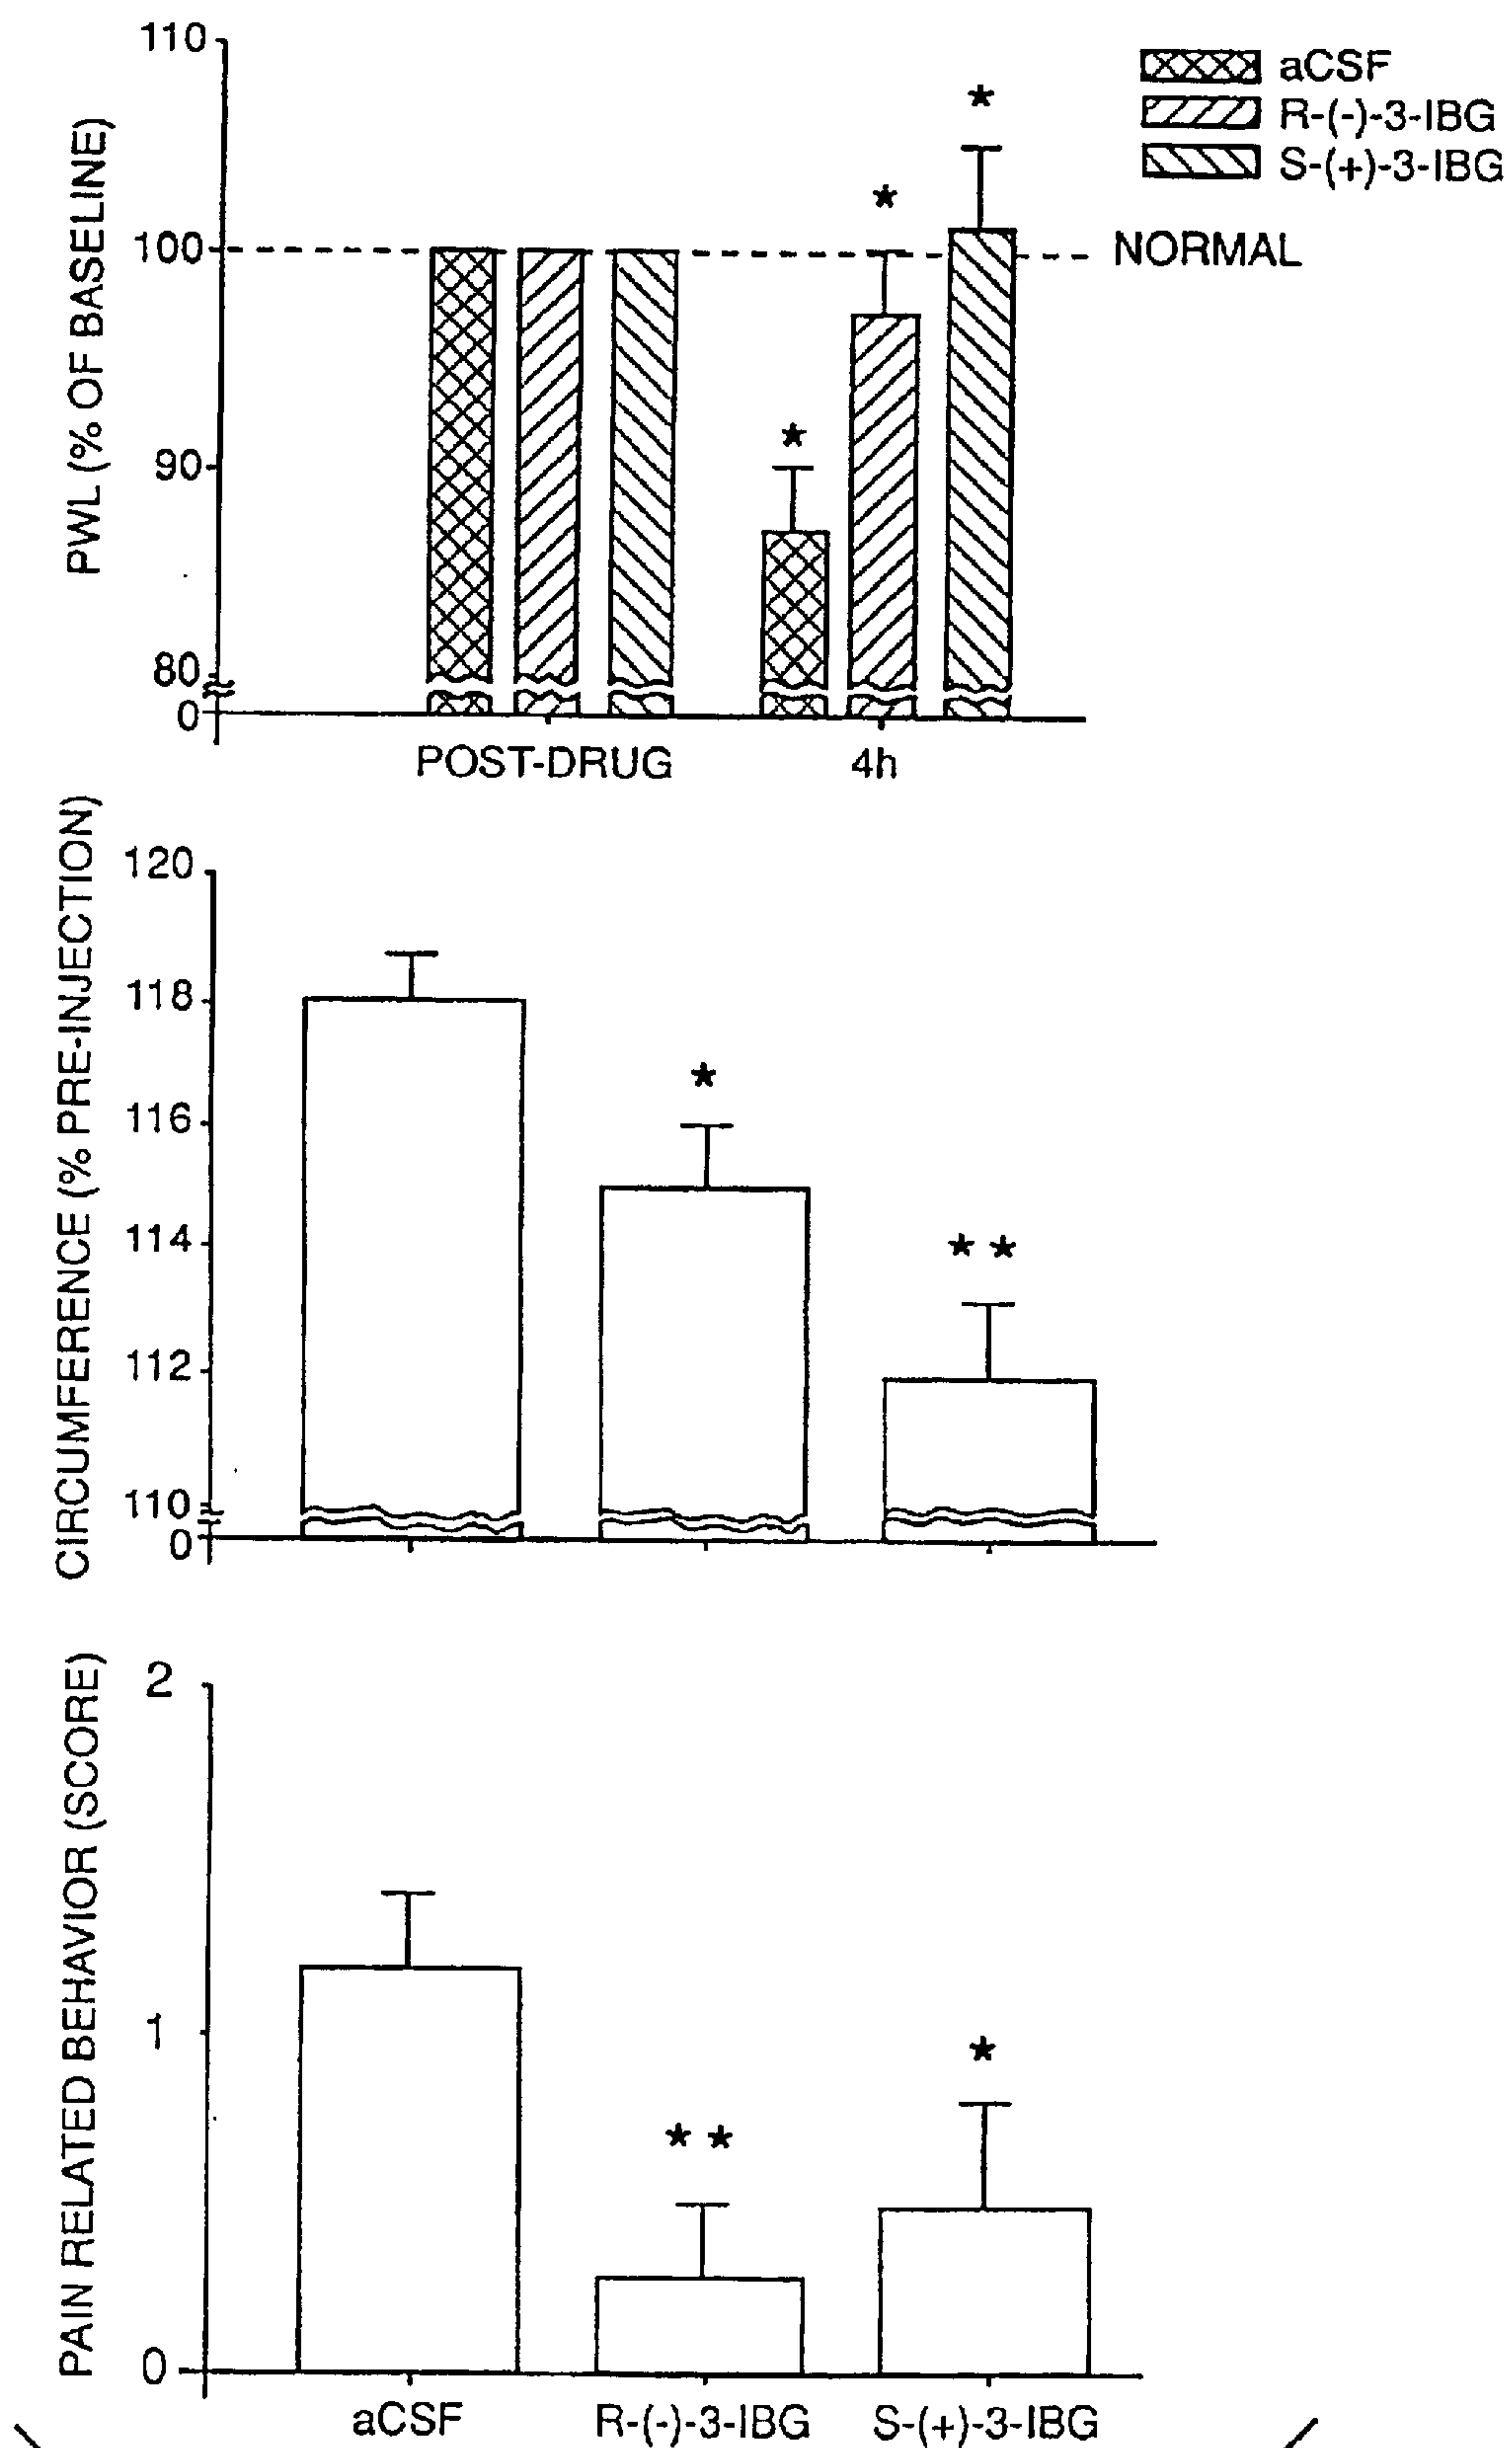 110
aCSF
R-(-)-3-IBG
S-(+)-3-IBG
*
*
100
NORMAL
*
90
80
0
PWL (% OF BASELINE)
POST-DRUG 4h
120
118
116
114
112
110
0
CIRCUMFERENCE (% PRE-INJECTION)
*
* *
2
1
0
PAIN RELATED BEHAVIOR (SCORE)
*
* *
aCSF R-(-)-3-IBG S-(+)-3-IBG